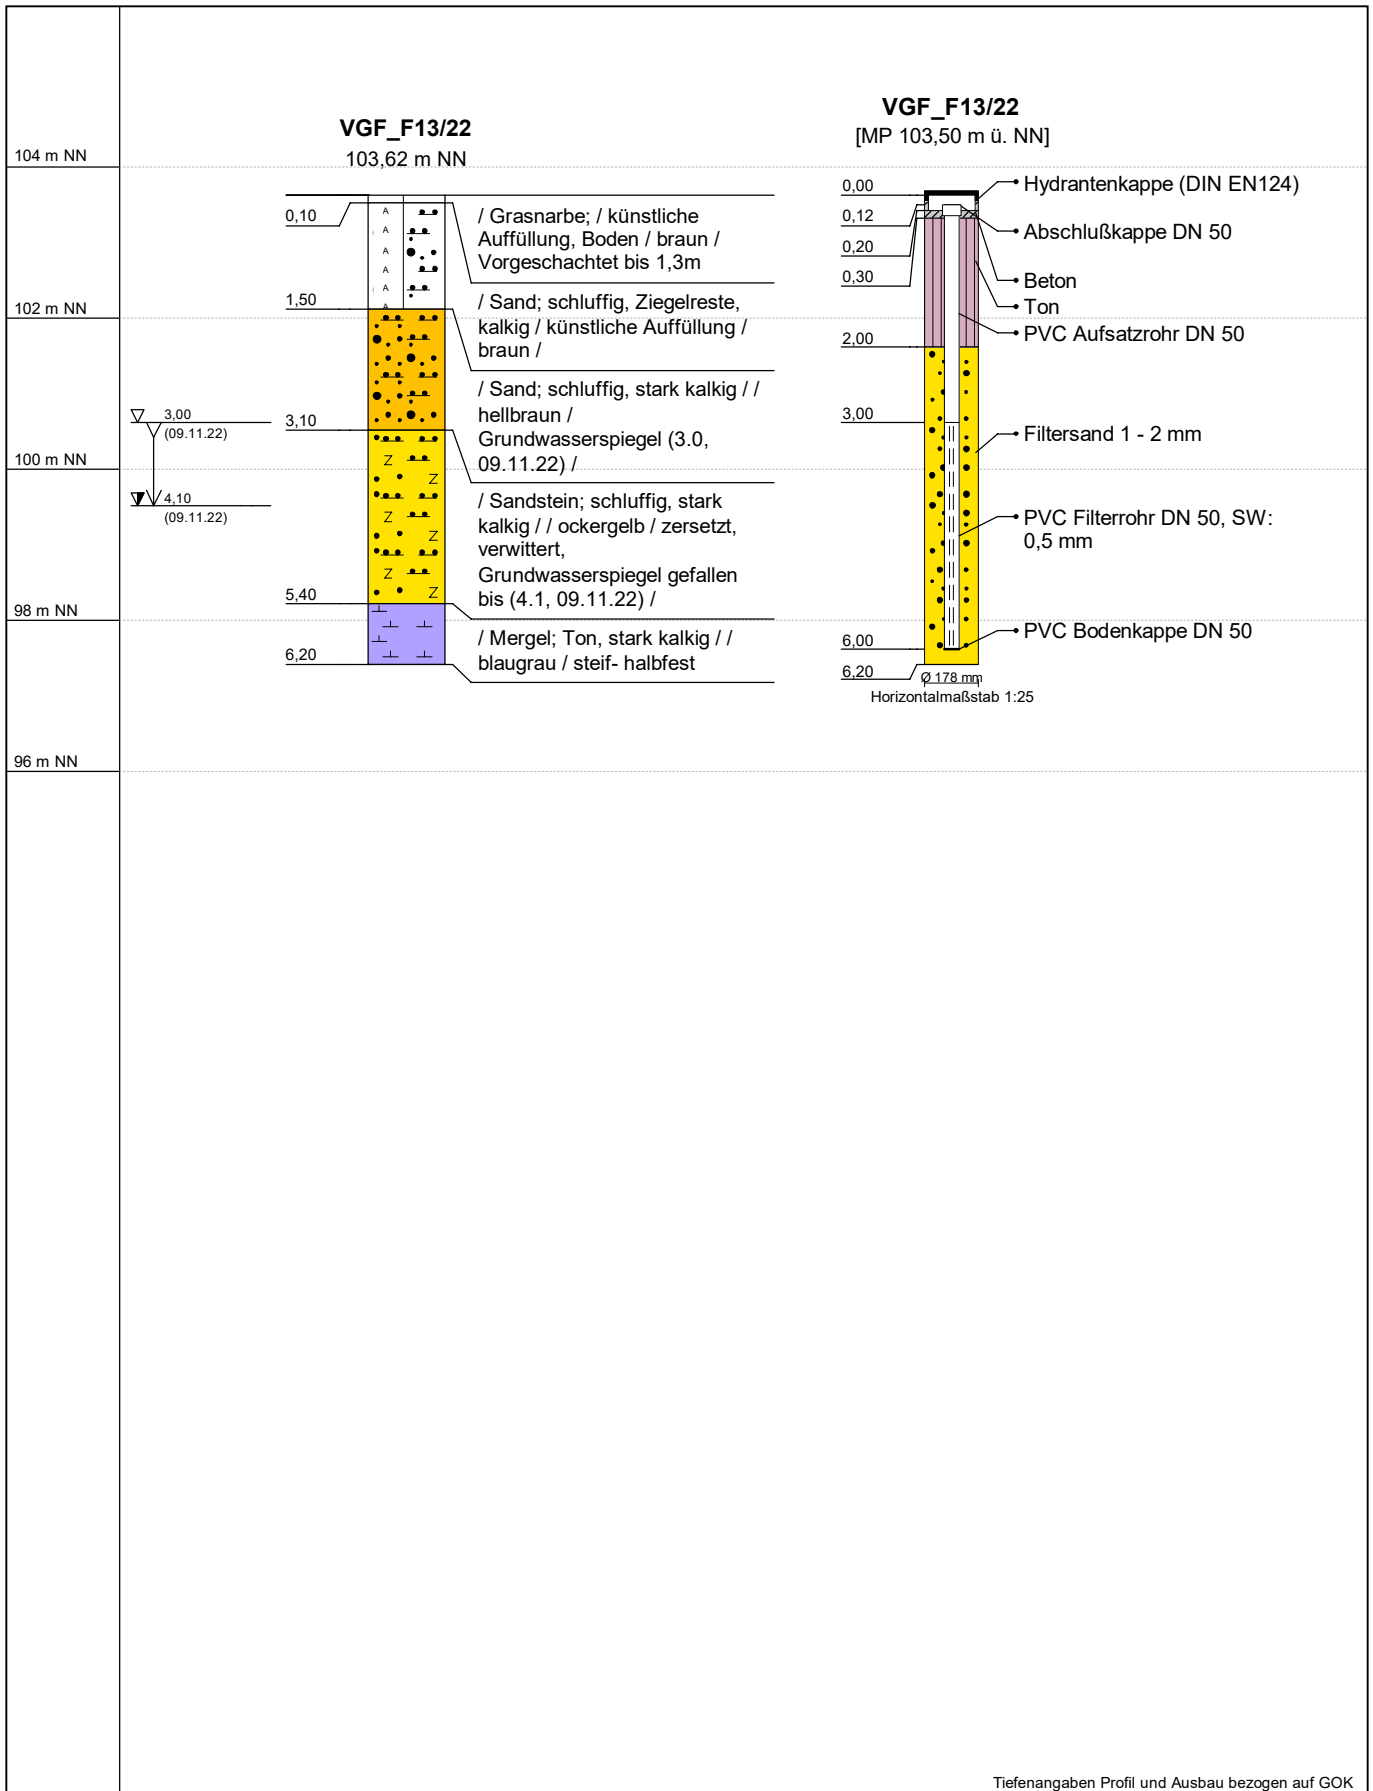 VGF_F13/22
103,62 m NN
VGF_F13/22
[MP 103,50 m ü. NN]
104 m NN
102 m NN
100 m NN
98 m NN
96 m NN
3,00
(09.11.22)
4,10
(09.11.22)
0,10
1,50
3,10
5,40
6,20
/ Grasnarbe; / künstliche
Auffüllung, Boden / braun /
Vorgeschachtet bis 1,3m
/ Sand; schluffig, Ziegelreste,
kalkig / künstliche Auffüllung /
braun /
/ Sand; schluffig, stark kalkig / /
hellbraun /
Grundwasserspiegel (3.0,
09.11.22) /
/ Sandstein; schluffig, stark
kalkig / / ockergelb / zersetzt,
verwittert,
Grundwasserspiegel gefallen
bis (4.1, 09.11.22) /
/ Mergel; Ton, stark kalkig / /
blaugrau / steif- halbfest
0,00
0,12
0,20
0,30
2,00
3,00
6,00
6,20
Hydrantenkappe (DIN EN124)
Abschlußkappe DN 50
Beton
Ton
PVC Aufsatzrohr DN 50
Filtersand 1 - 2 mm
PVC Filterrohr DN 50, SW:
0,5 mm
PVC Bodenkappe DN 50
Ø 178 mm
Horizontalmaßstab 1:25
Tiefenangaben Profil und Ausbau bezogen auf GOK